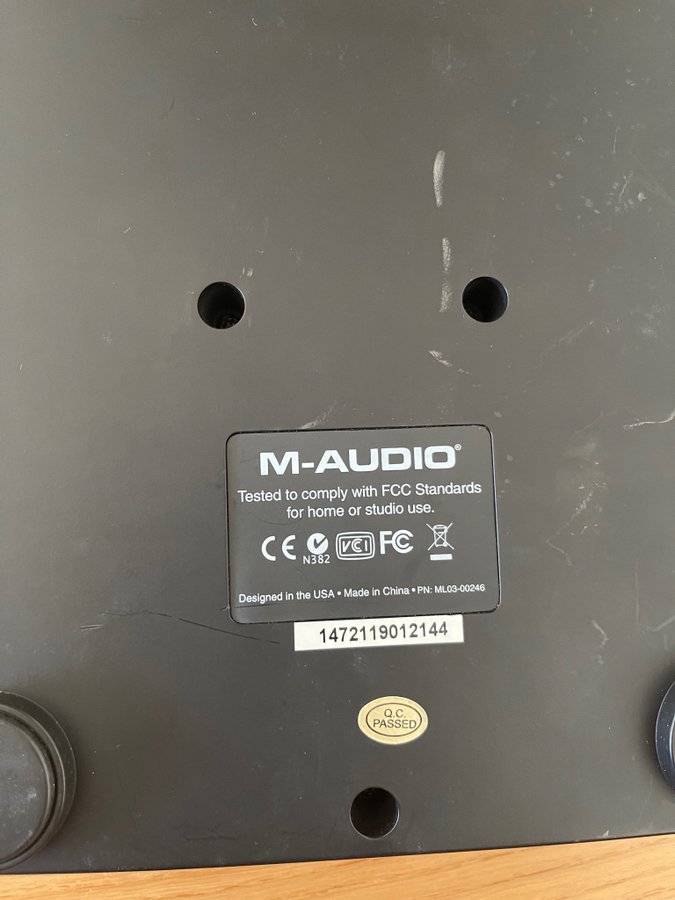 M-AUDIO®
Tested to comply with FCC Standards
for home or studio use.
CE N382 VCI FC
Designed in the USA • Made in China • PN: ML03-00246
1472119012144
Q.C.
PASSED